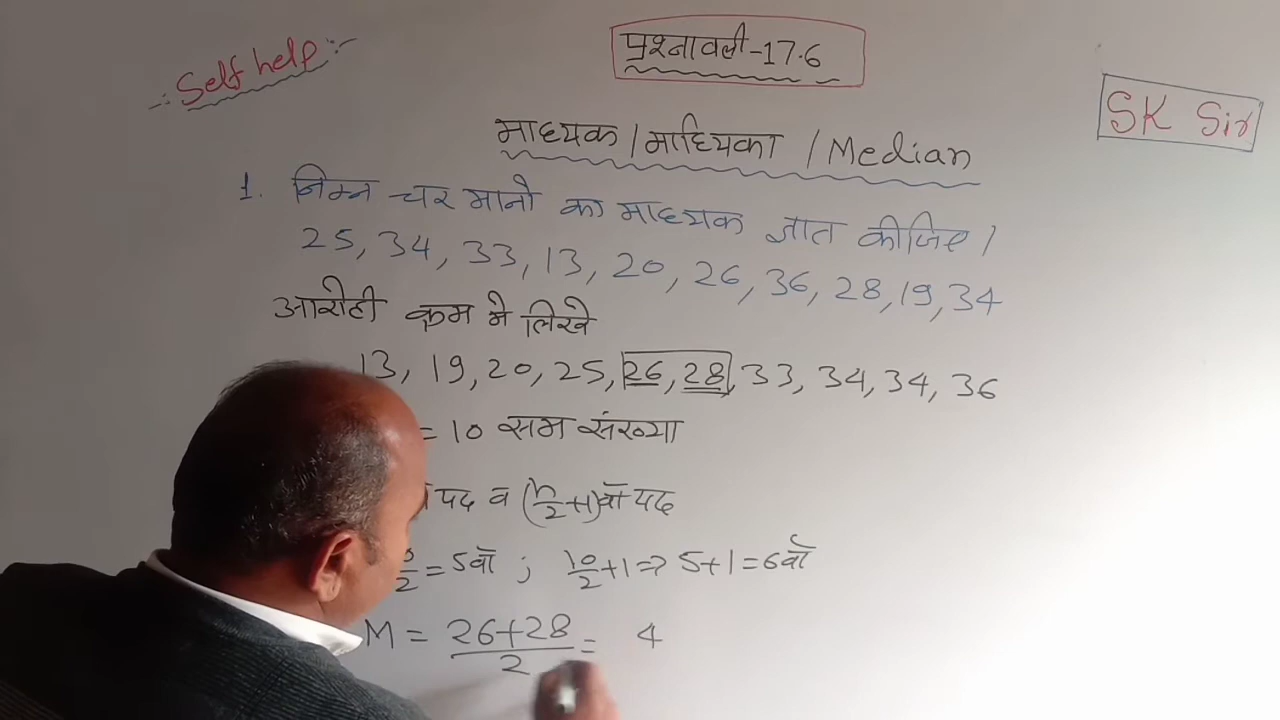 Self help
प्रश्नावली-17.6
SK Sir
माध्यक/माध्यिका / Median
1. निम्न चर मानो का माध्यक ज्ञात कीजिए।
25, 34, 33, 13, 20, 26, 36, 28, 19, 34
आरोही क्रम मे लिखे
13, 19, 20, 25, 26, 28, 33, 34, 34, 36
= 10 सम संख्या
पद व (n/2+1)वाँ पद
/2 = 5वाँ ; 10/2+1 => 5+1=6वाँ
M = 26+28/2 = 4